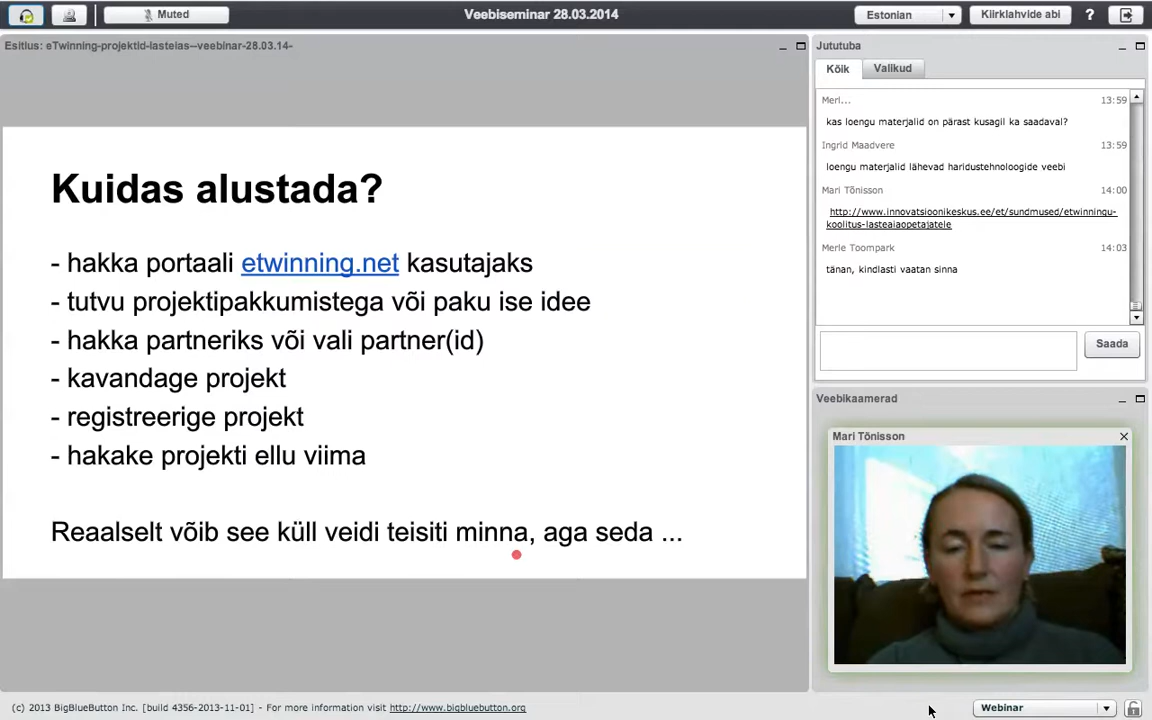 Muted
Veebiseminar 28.03.2014
Estonian
Kiirklahvide abi
?
Esitlus: eTwinning-projektid-lasteias--veebinar-28.03.14-
Kuidas alustada?
- hakka portaali etwinning.net kasutajaks
- tutvu projektipakkumistega või paku ise idee
- hakka partneriks või vali partner(id)
- kavandage projekt
- registreerige projekt
- hakake projekti ellu viima
Reaalselt võib see küll veidi teisiti minna, aga seda ...
Jututuba
Kõik
Valikud
Merl...
13:59
kas loengu materjalid on pärast kusagil ka saadaval?
Ingrid Maadvere
13:59
loengu materjalid lähevad haridustehnoloogide veebi
Mari Tõnisson
14:00
http://www.innovatsioonikeskus.ee/et/sundmused/etwinningu-
koolitus-lasteaiaopetajatele
Merle Toompark
14:03
tänan, kindlasti vaatan sinna
Saada
Veebikaamerad
Mari Tõnisson
(c) 2013 BigBlueButton Inc. [build 4356-2013-11-01] - For more information visit http://www.bigbluebutton.org
Webinar